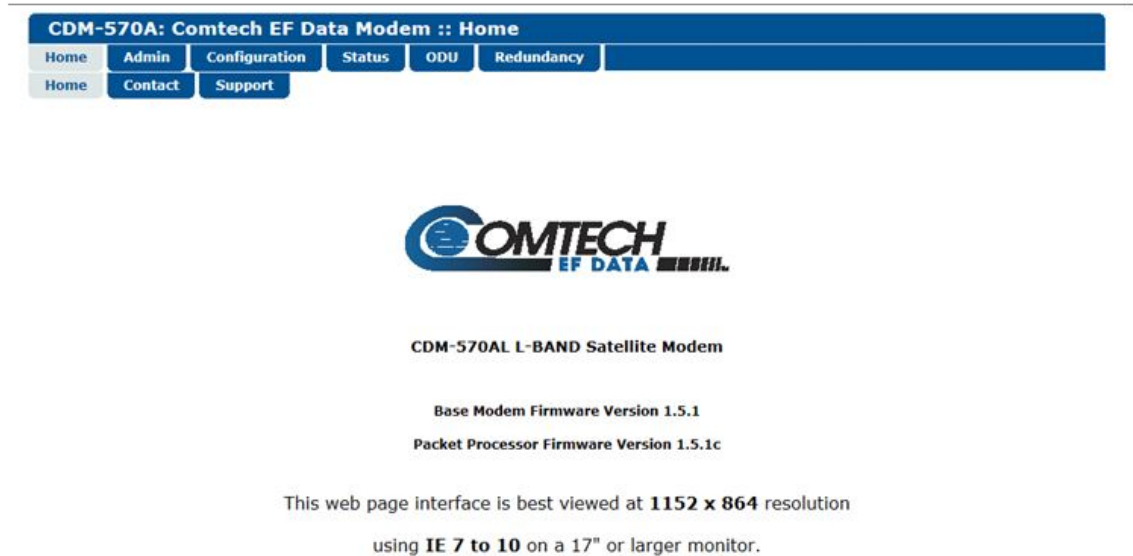 CDM-570A: Comtech EF Data Modem :: Home
Home Admin Configuration Status ODU Redundancy
Home Contact Support
COMTECH
EF DATA
CDM-570AL L-BAND Satellite Modem
Base Modem Firmware Version 1.5.1
Packet Processor Firmware Version 1.5.1c
This web page interface is best viewed at 1152 x 864 resolution
using IE 7 to 10 on a 17" or larger monitor.